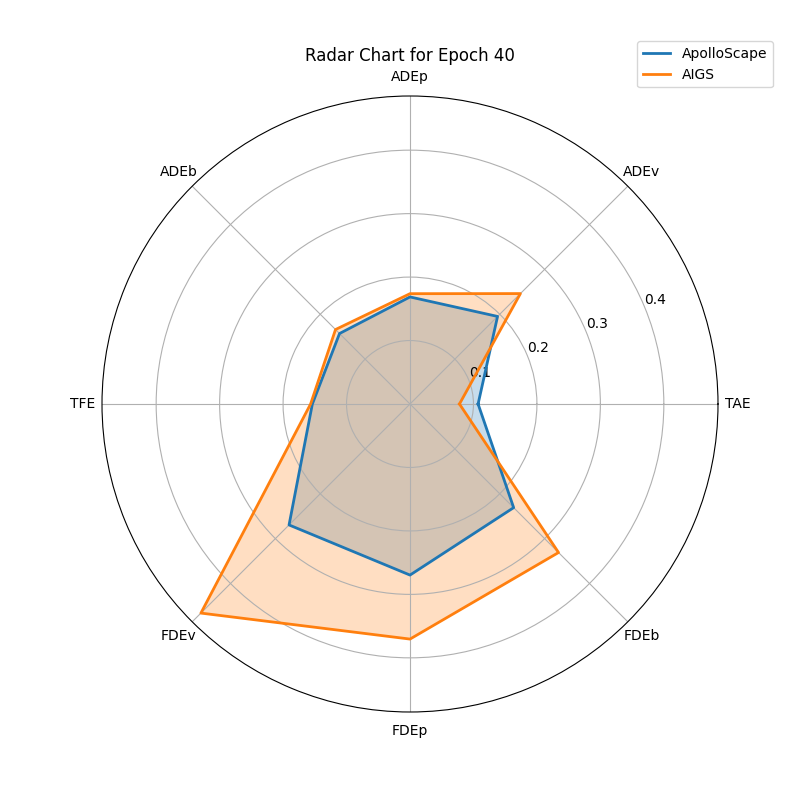 Radar Chart for Epoch 40
ApolloScape
AIGS
ADEp
ADEb
ADEv
0.4
0.3
0.2
0.1
TFE
TAE
FDEv
FDEb
FDEp